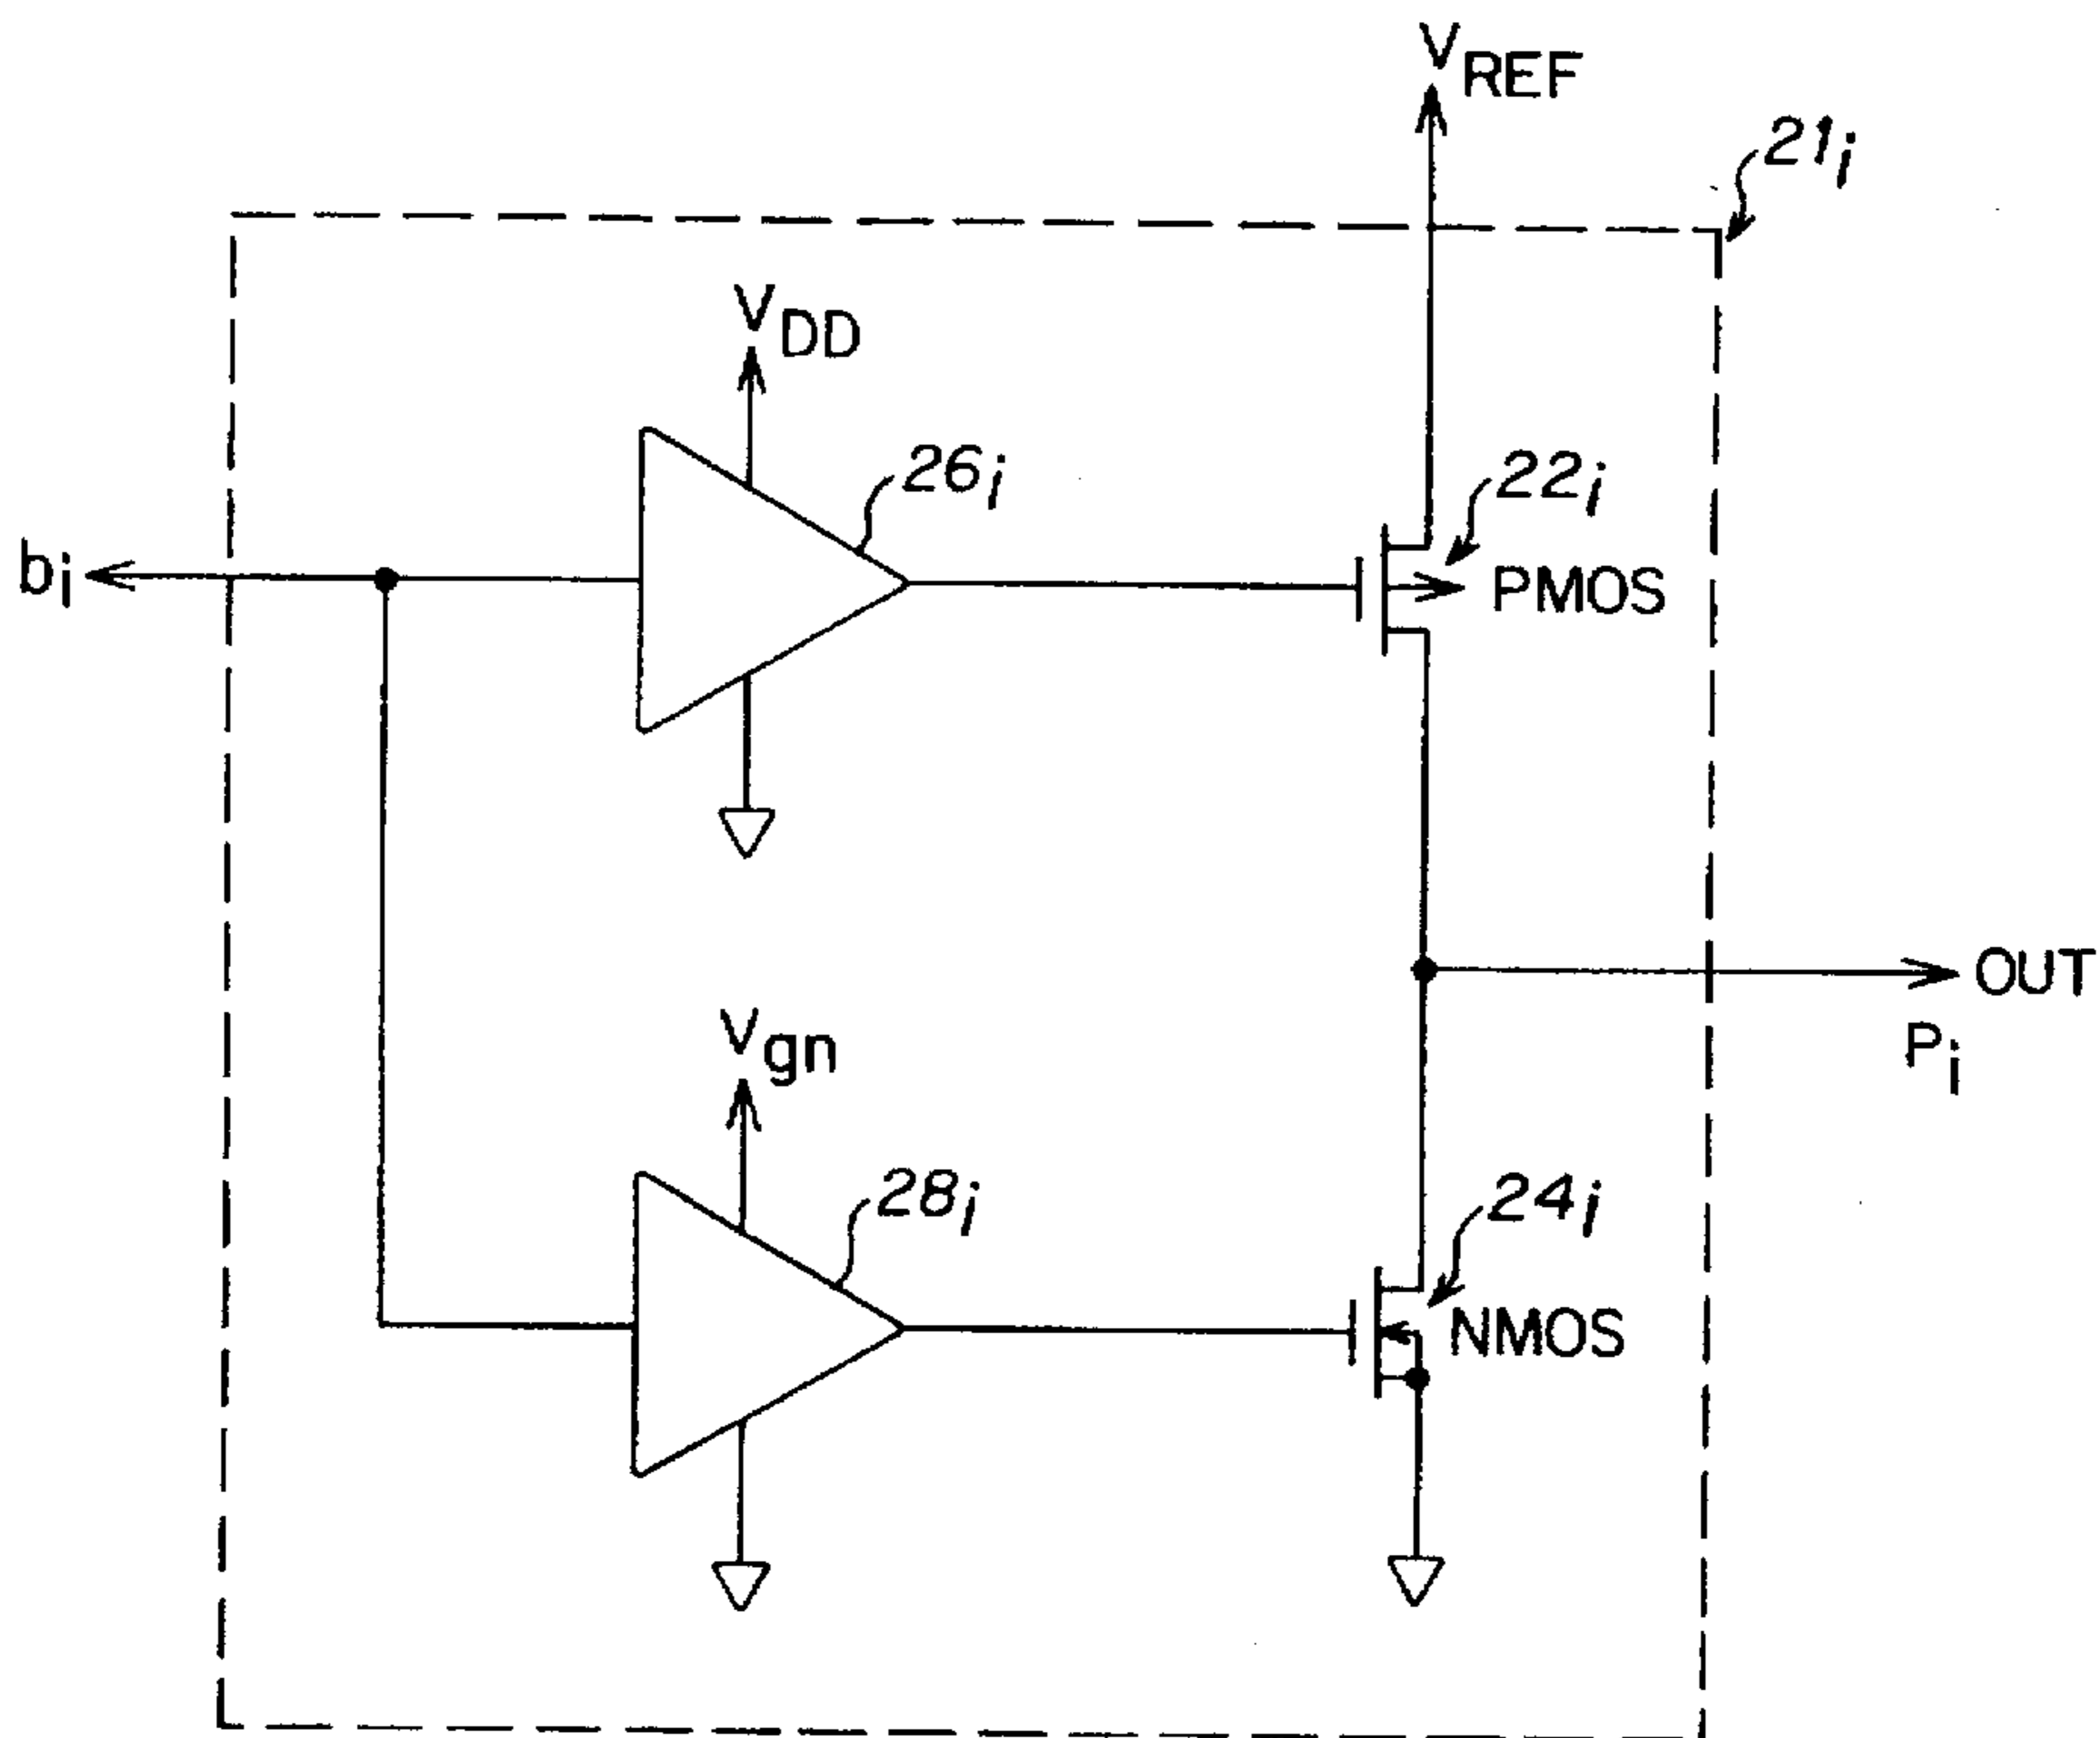 VREF
21i
VDD
26i
22i
bi
PMOS
OUT
Pi
Vgn
28i
24i
NMOS